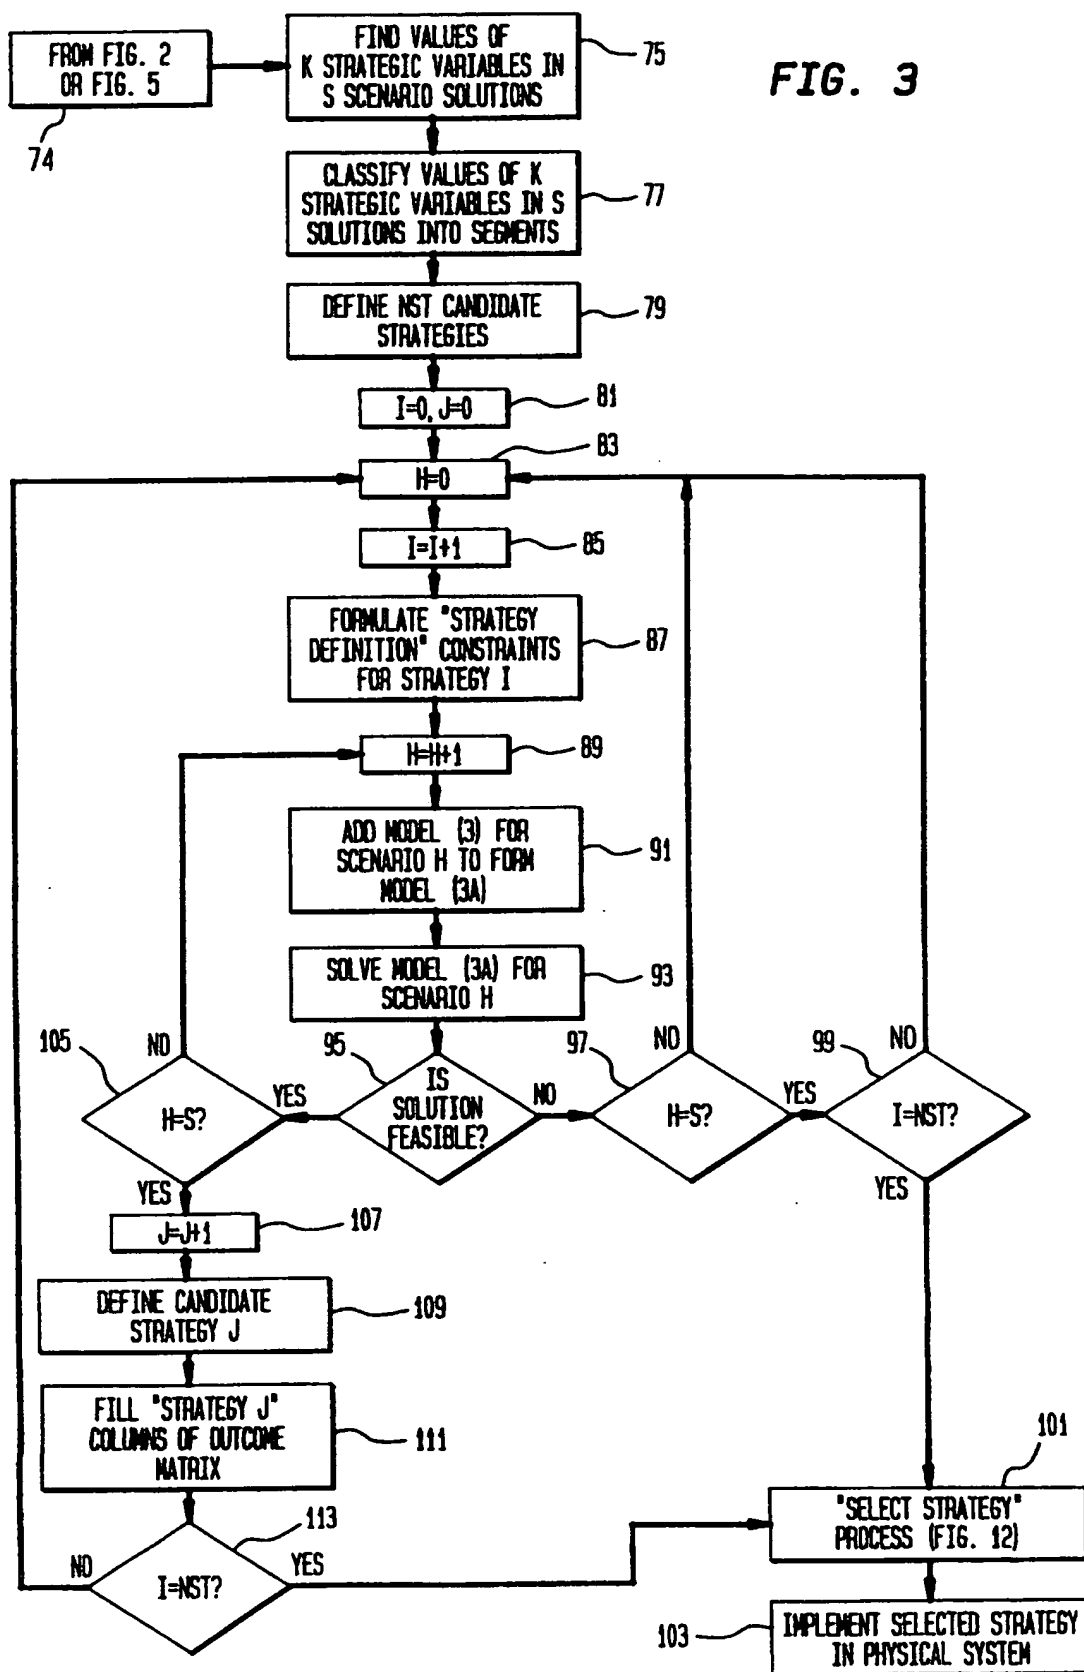 FIG. 3
FROM FIG. 2
OR FIG. 5
74
FIND VALUES OF
K STRATEGIC VARIABLES IN
S SCENARIO SOLUTIONS
75
CLASSIFY VALUES OF K
STRATEGIC VARIABLES IN S
SOLUTIONS INTO SEGMENTS
77
DEFINE NST CANDIDATE
STRATEGIES
79
I=0, J=0
81
H=0
83
I=I+1
85
FORMULATE "STRATEGY
DEFINITION" CONSTRAINTS
FOR STRATEGY I
87
H=H+1
89
ADD MODEL (3) FOR
SCENARIO H TO FORM
MODEL (3A)
91
SOLVE MODEL (3A) FOR
SCENARIO H
93
105
NO
H=S?
YES
95
IS
SOLUTION
FEASIBLE?
NO
97
NO
H=S?
YES
99
NO
I=NST?
YES
YES
J=J+1
107
DEFINE CANDIDATE
STRATEGY J
109
FILL "STRATEGY J"
COLUMNS OF OUTCOME
MATRIX
111
113
NO
I=NST?
YES
101
"SELECT STRATEGY"
PROCESS (FIG. 12)
103
IMPLEMENT SELECTED STRATEGY
IN PHYSICAL SYSTEM